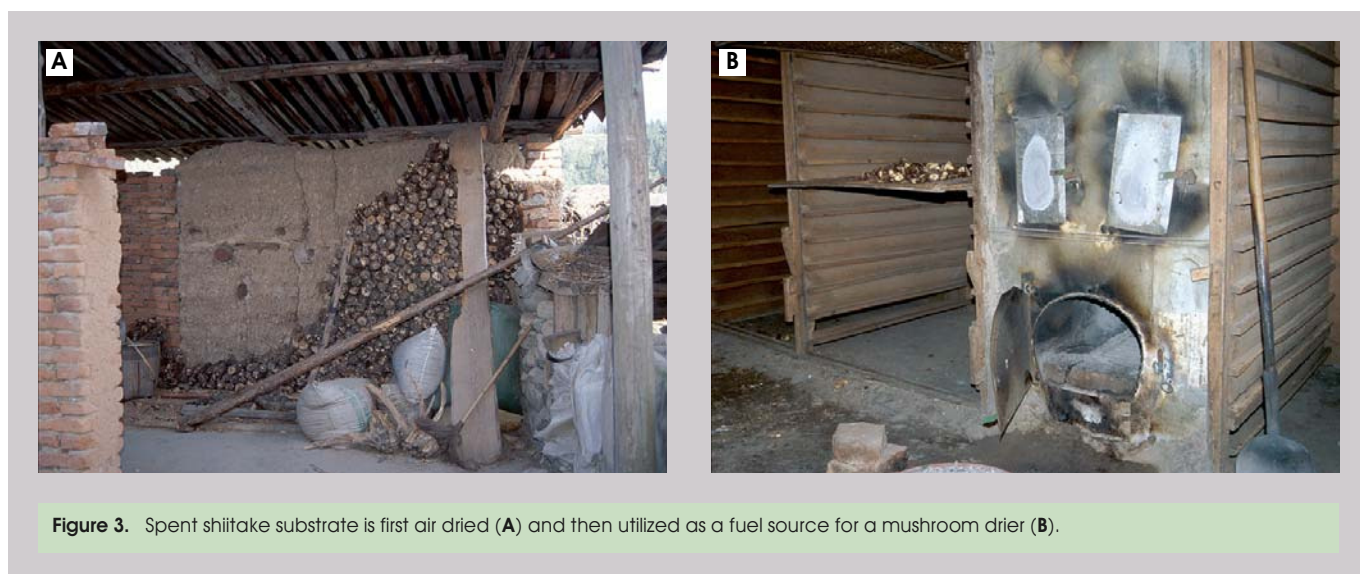 A
B
Figure 3. Spent shiitake substrate is first air dried (A) and then utilized as a fuel source for a mushroom drier (B).